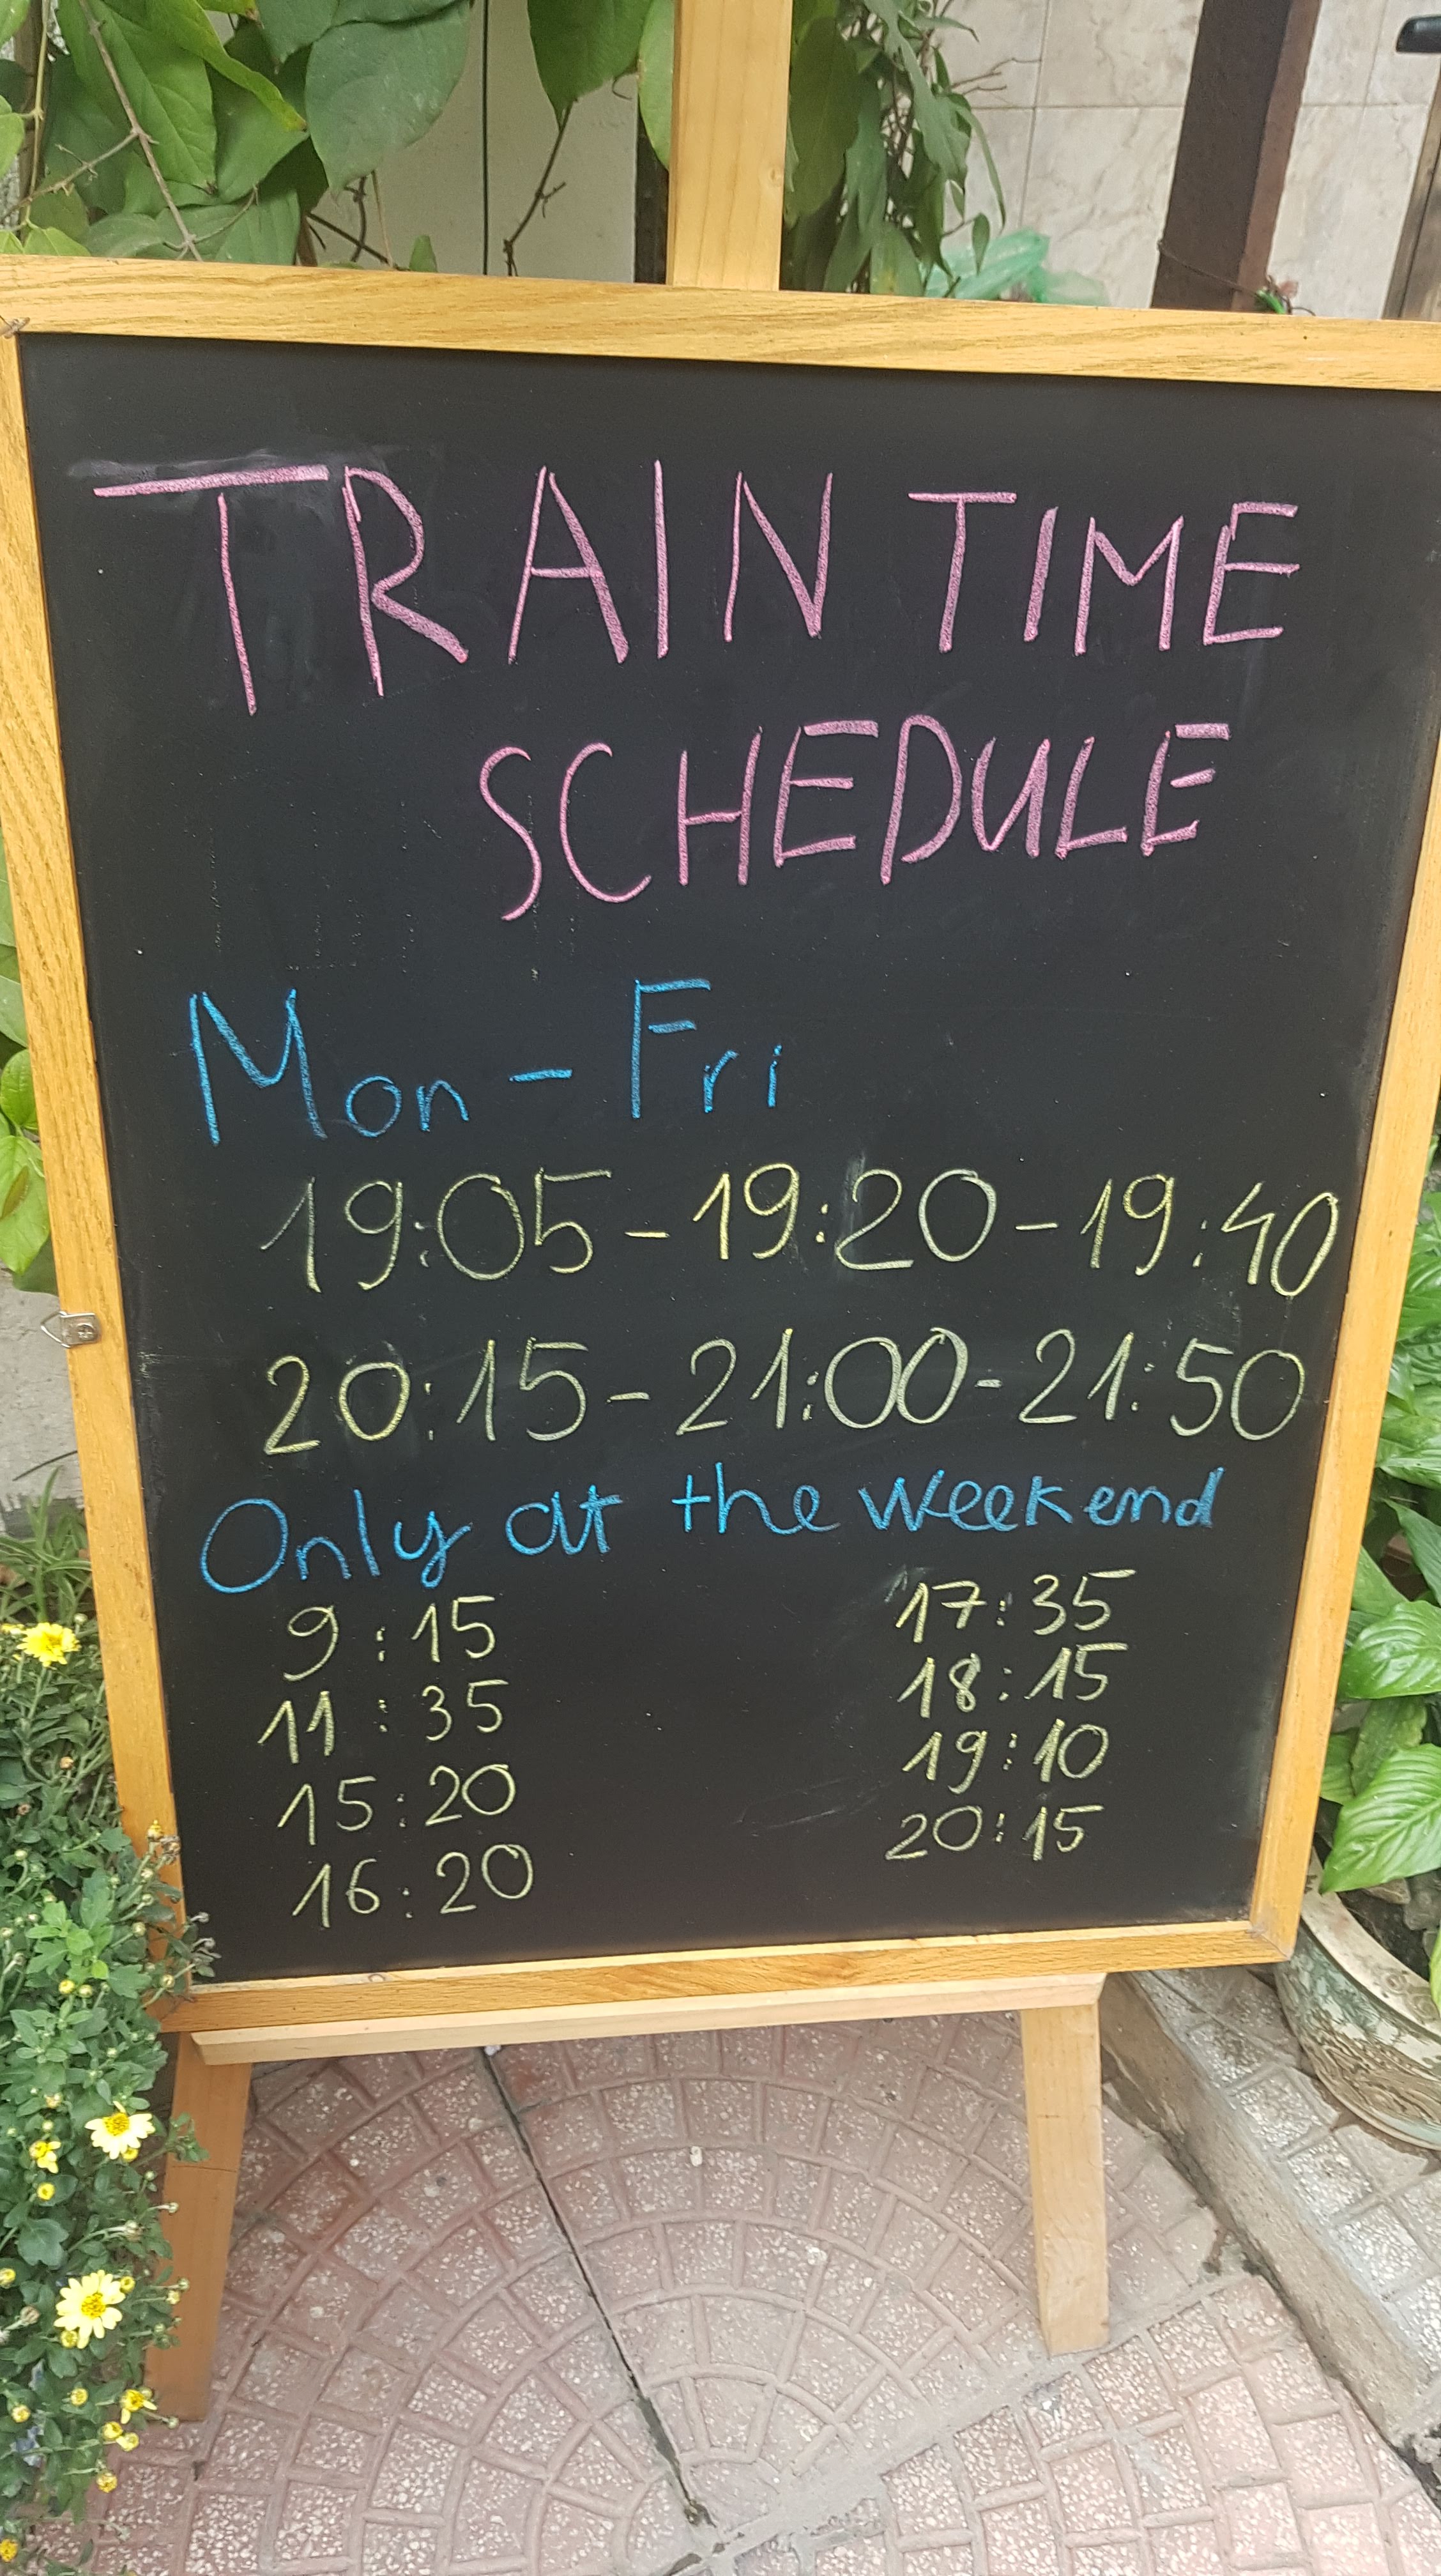 TRAIN TIME
SCHEDULE
Mon - Fri
19:05 - 19:20 - 19:40
20:15 - 21:00 - 21:50
Only at the weekend
9:15
11:35
15:20
16:20
17:35
18:15
19:10
20:15